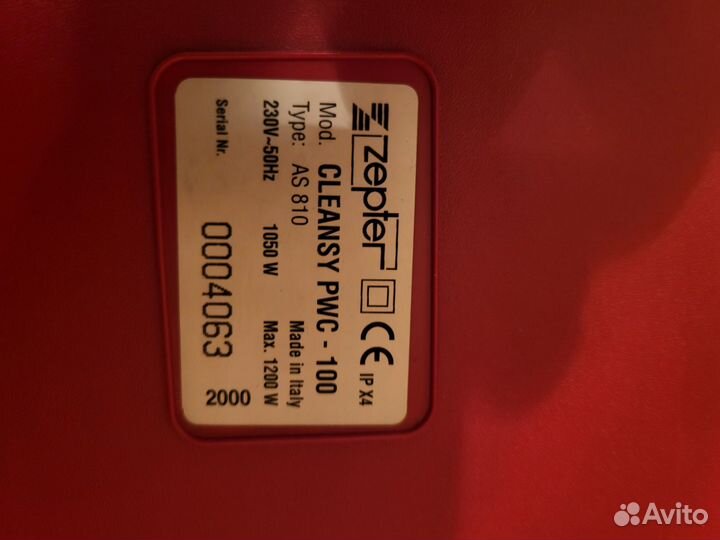 zepter CE IP X4
Mod. CLEANSY PWC - 100
Type: AS 810 Made in Italy
230V~50Hz 1050 W Max. 1200 W
Serial Nr. 0004063 2000
Avito